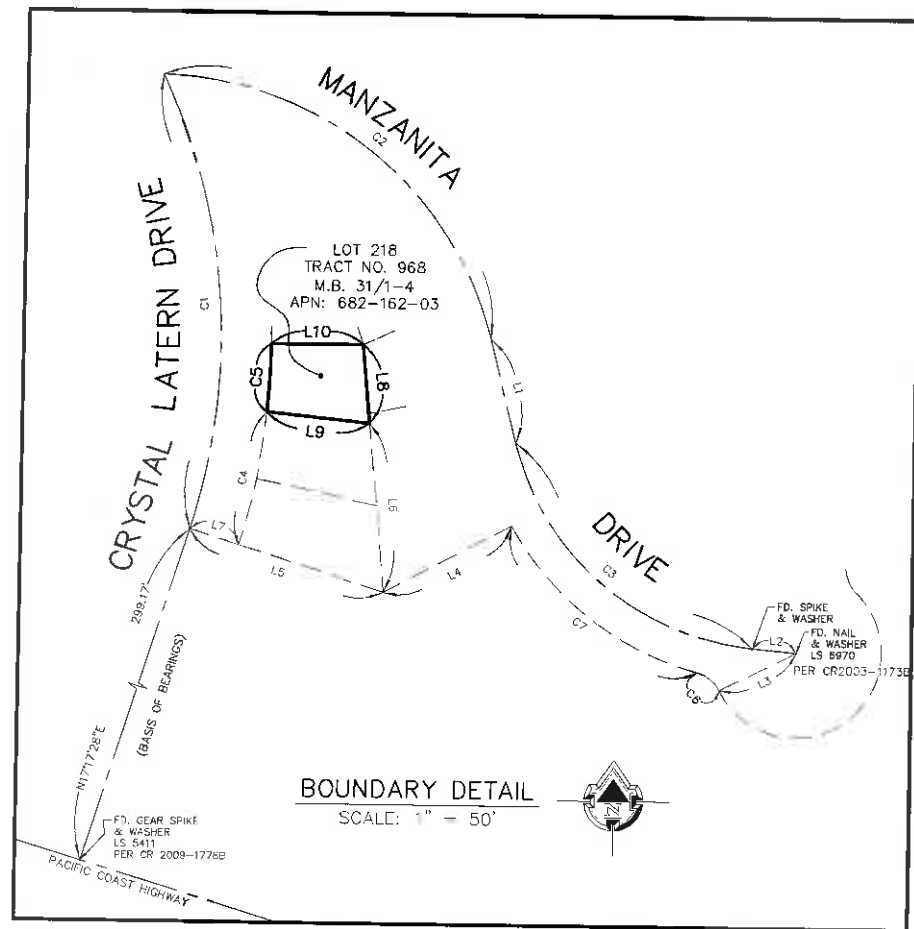 MANZANITA
C2
CRYSTAL LATERN DRIVE
LOT 218
TRACT NO. 968
M.B. 31/1-4
APN: 682-162-03
L10
C5
L8
L9
L1
C4
L6
L7
L5
L4
DRIVE
C3
C7
FD. SPIKE
& WASHER
L2
FD. NAIL
& WASHER
LS 5970
PER CR2003-1173B
L3
C6
299.17'
(BASIS OF BEARINGS)
N17°17'28"E
BOUNDARY DETAIL
SCALE: 1" = 50'
N
FD. GEAR SPIKE
& WASHER
LS 5411
PER CR 2009-1778B
PACIFIC COAST HIGHWAY